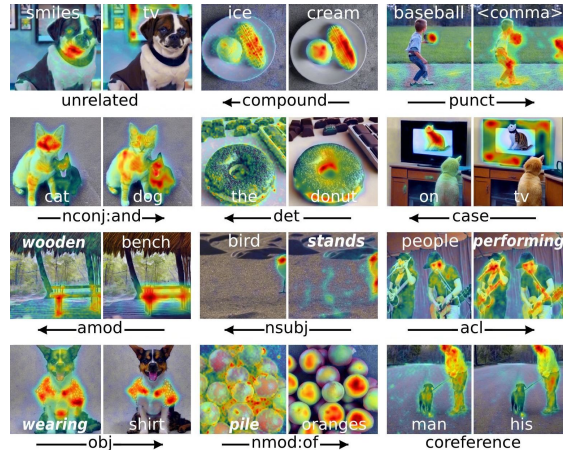 smiles tv ice cream baseball <comma>
unrelated compound punct
cat dog the donut on tv
nconj:and det case
wooden bench bird stands people performing
amod nsubj acl
wearing shirt pile oranges man his
obj nmod:of coreference